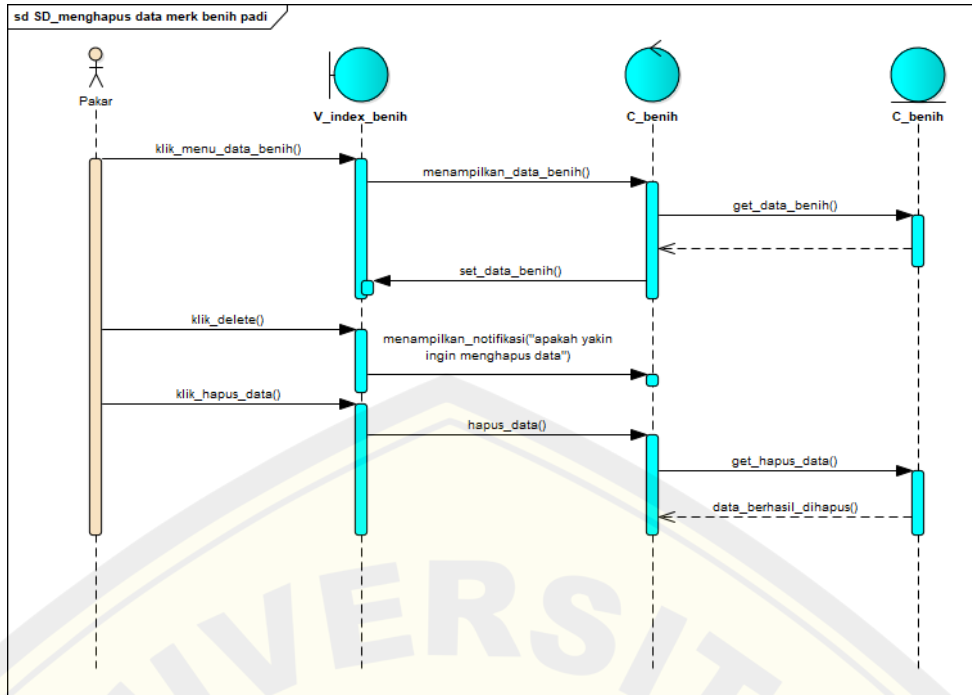 sd SD_menghapus data merk benih padi
Pakar
V_index_benih
C_benih
C_benih
klik_menu_data_benih()
menampilkan_data_benih()
get_data_benih()
set_data_benih()
klik_delete()
menampilkan_notifikasi("apakah yakin
ingin menghapus data")
klik_hapus_data()
hapus_data()
get_hapus_data()
data_berhasil_dihapus()
UNIVERSIT